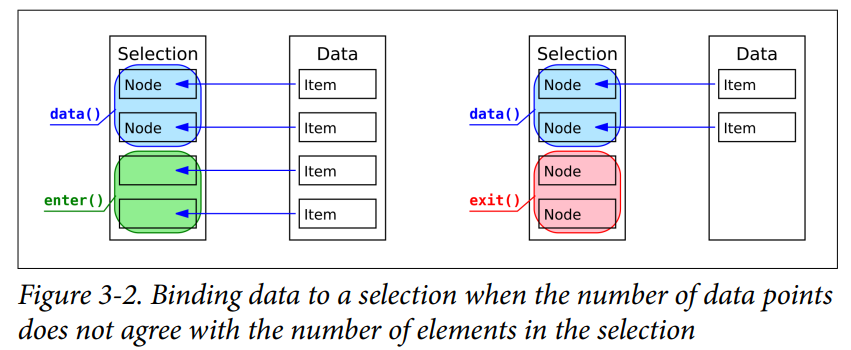 Selection Data Selection Data
Node Item Node Item
data() data()
Node Item Node Item
Item Node
enter() exit()
Item Node
Figure 3-2. Binding data to a selection when the number of data points
does not agree with the number of elements in the selection